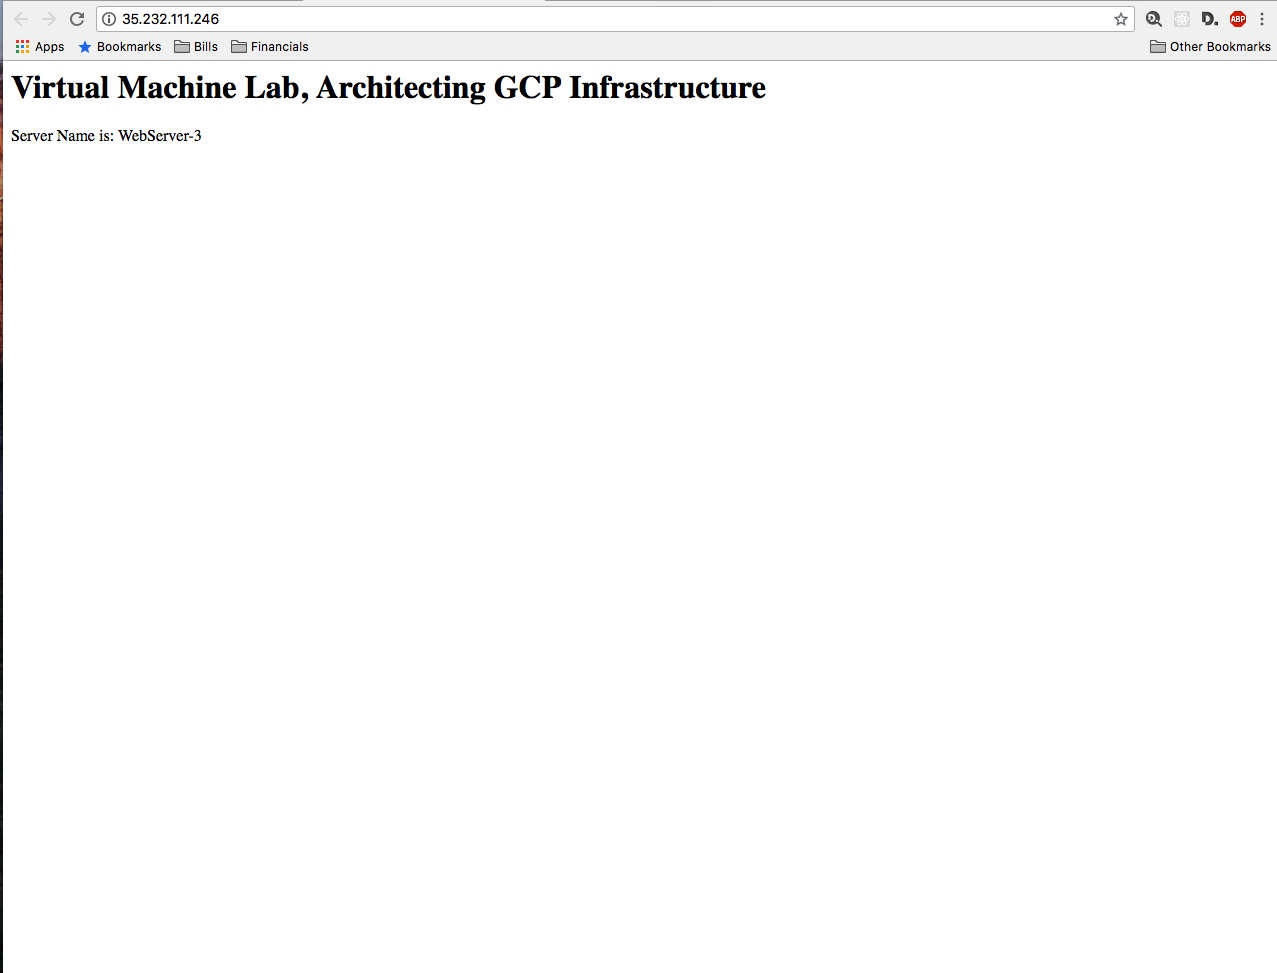 35.232.111.246
ABP
Apps Bookmarks Bills Financials Other Bookmarks
Virtual Machine Lab, Architecting GCP Infrastructure
Server Name is: WebServer-3